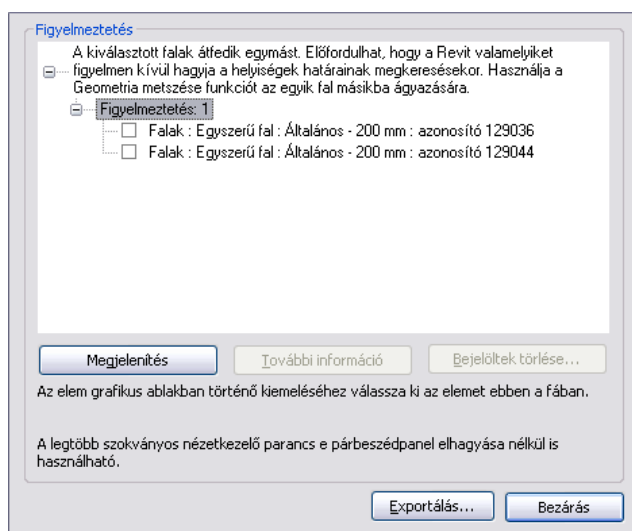 Figyelmeztetés
A kiválasztott falak átfedik egymást. Előfordulhat, hogy a Revit valamelyiket
figyelmen kívül hagyja a helyiségek határainak megkeresésekor. Használja a
Geometria metszése funkciót az egyik fal másikba ágyazására.
Figyelmeztetés: 1
Falak : Egyszerű fal : Általános - 200 mm : azonosító 129036
Falak : Egyszerű fal : Általános - 200 mm : azonosító 129044
Megjelenítés
További információ
Bejelöltek törlése...
Az elem grafikus ablakban történő kiemeléséhez válassza ki az elemet ebben a fában.
A legtöbb szokványos nézetkezelő parancs e párbeszédpanel elhagyása nélkül is
használható.
Exportálás...
Bezárás